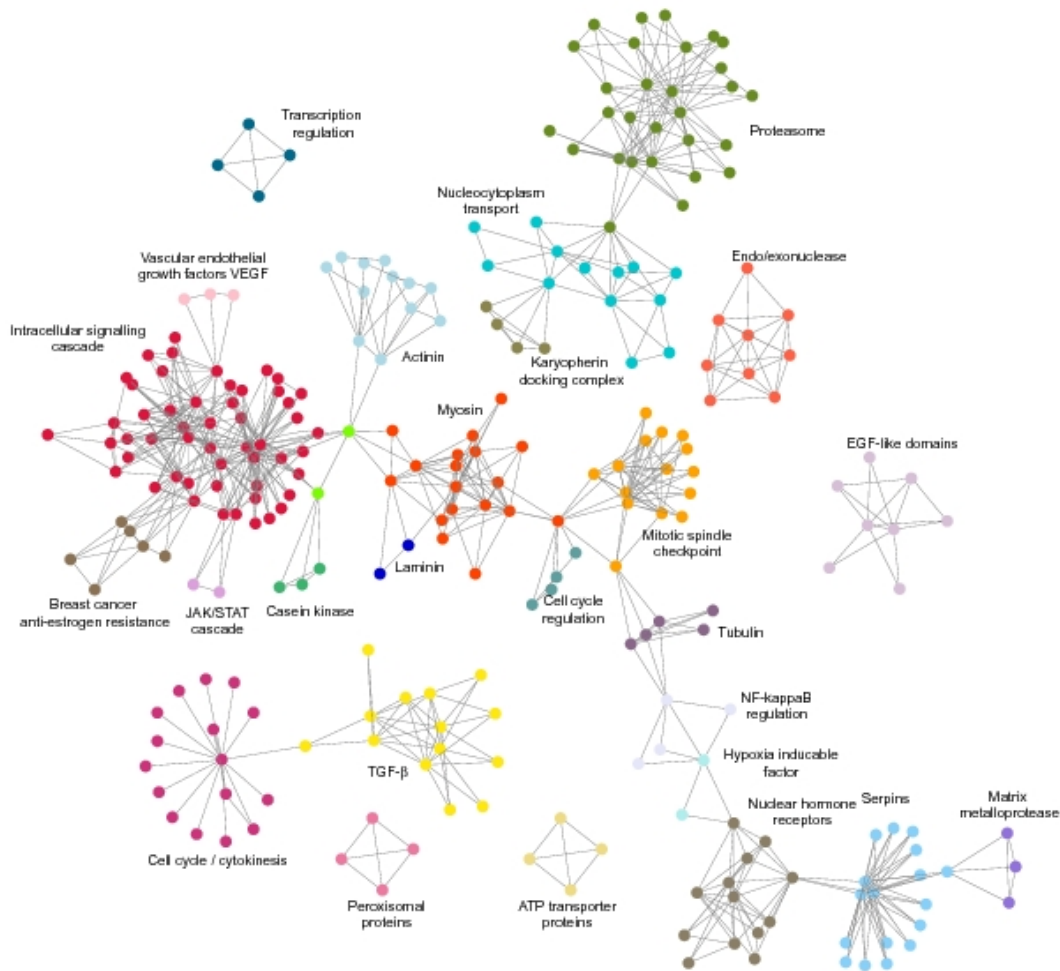 Transcription
regulation
Proteasome
Nucleocytoplasm
transport
Vascular endothelial
growth factors VEGF
Endo/exonuclease
Intracellular signalling
cascade
Actinin
Karyopherin
docking complex
Myosin
EGF-like domains
Mitotic spindle
checkpoint
Laminin
Breast cancer
anti-estrogen resistance
JAK/STAT
cascade
Casein kinase
Cell cycle
regulation
Tubulin
NF-kappaB
regulation
TGF-β
Hypoxia inducable
factor
Nuclear hormone
receptors
Serpins
Matrix
metalloprotease
Cell cycle / cytokinesis
Peroxisomal
proteins
ATP transporter
proteins